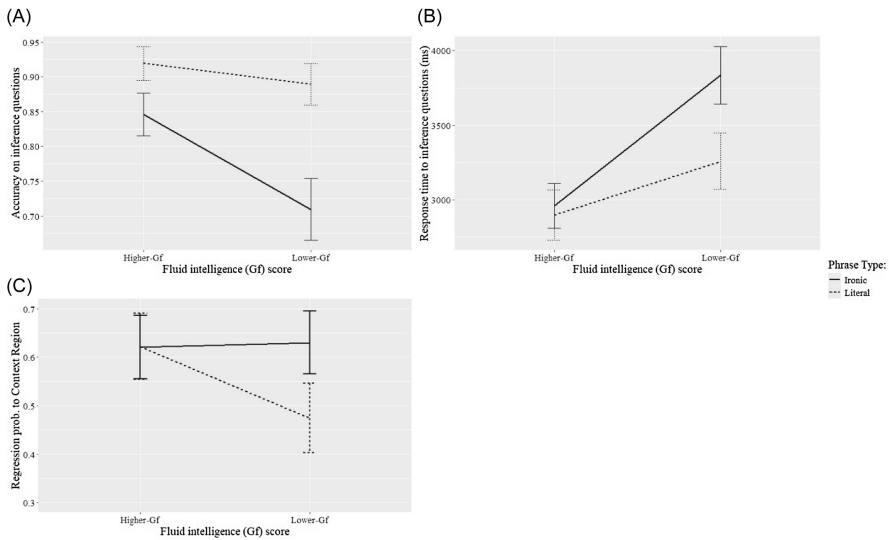 (A)
Accuracy on inference questions
0.95
0.90
0.85
0.80
0.75
0.70
Higher-Gf
Lower-Gf
Fluid intelligence (Gf) score
(B)
Response time to inference questions (ms)
4000
3500
3000
Higher-Gf
Lower-Gf
Fluid intelligence (Gf) score
Phrase Type:
Ironic
Literal
(C)
Regression prob. to Context Region
0.7
0.6
0.5
0.4
0.3
Higher-Gf
Lower-Gf
Fluid intelligence (Gf) score